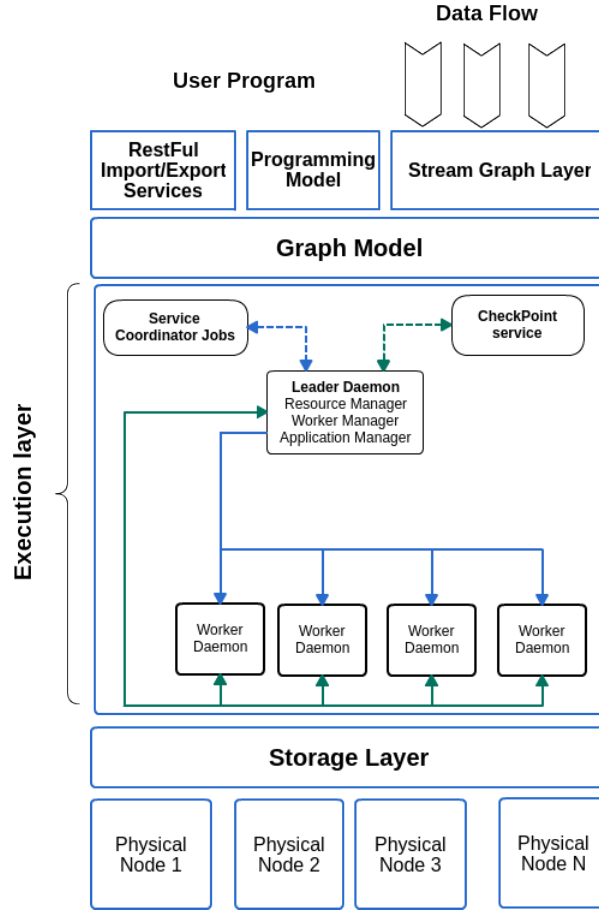 Data Flow
User Program
RestFul
Import/Export
Services
Programming
Model
Stream Graph Layer
Graph Model
Execution layer
Service
Coordinator Jobs
CheckPoint
service
Leader Daemon
Resource Manager
Worker Manager
Application Manager
Worker
Daemon
Worker
Daemon
Worker
Daemon
Worker
Daemon
Storage Layer
Physical
Node 1
Physical
Node 2
Physical
Node 3
Physical
Node N